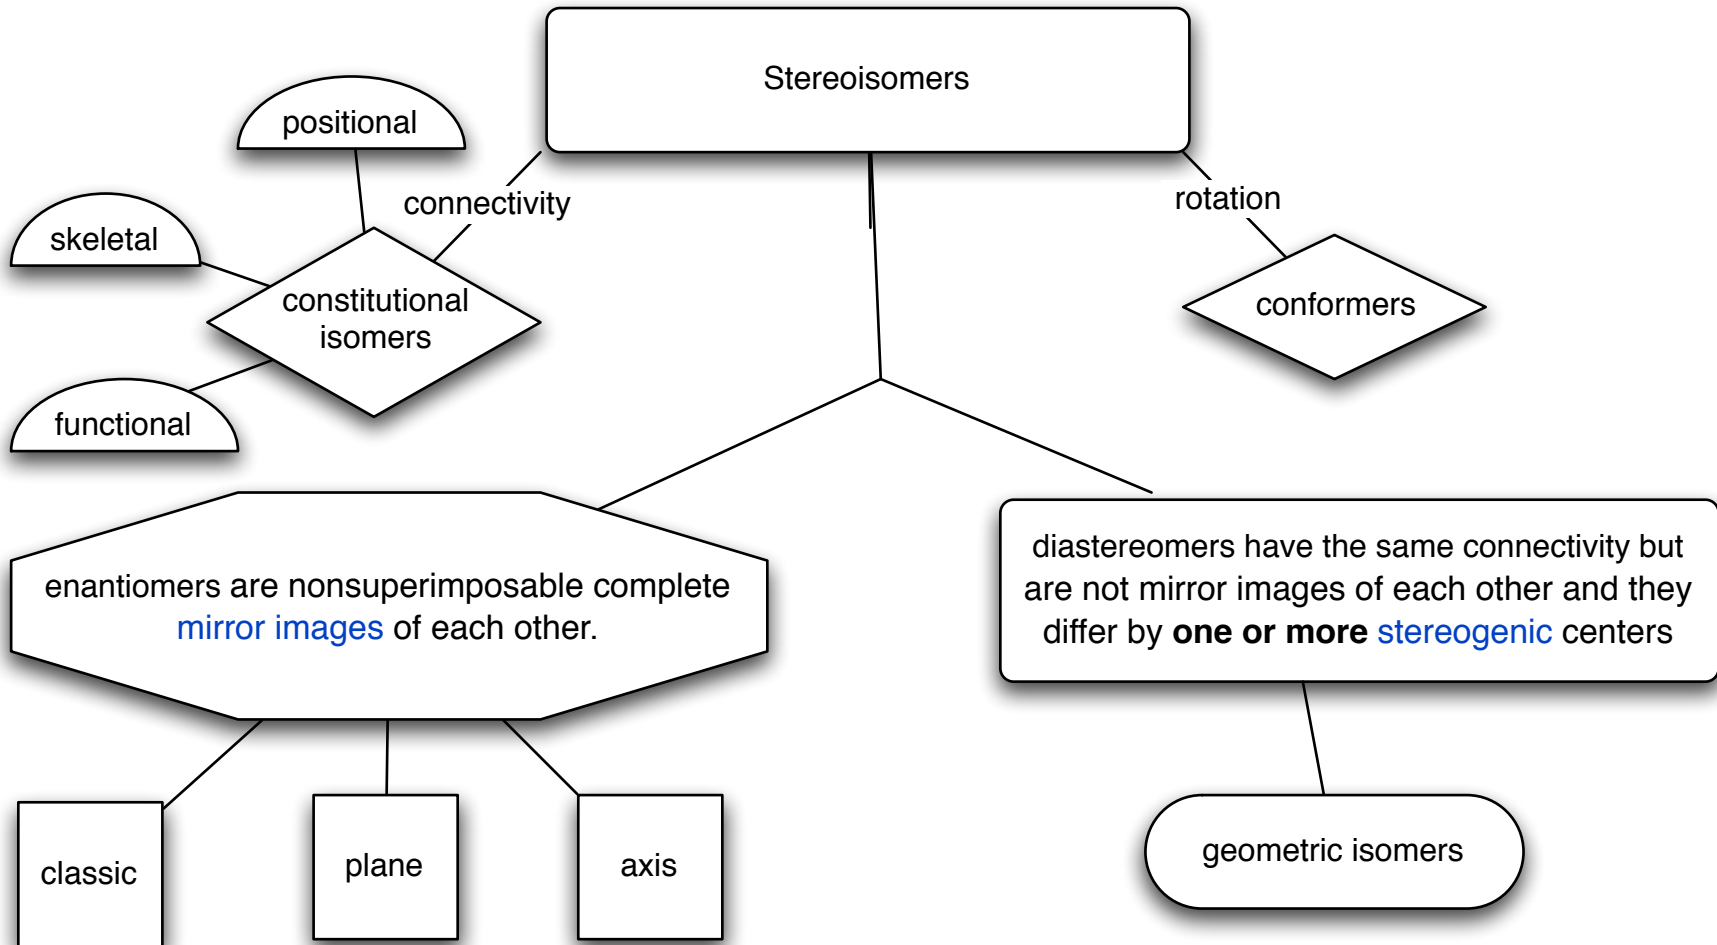 Stereoisomers
positional
connectivity
rotation
skeletal
constitutional
isomers
conformers
functional
enantiomers are nonsuperimposable complete
mirror images of each other.
diastereomers have the same connectivity but
are not mirror images of each other and they
differ by one or more stereogenic centers
classic
plane
axis
geometric isomers